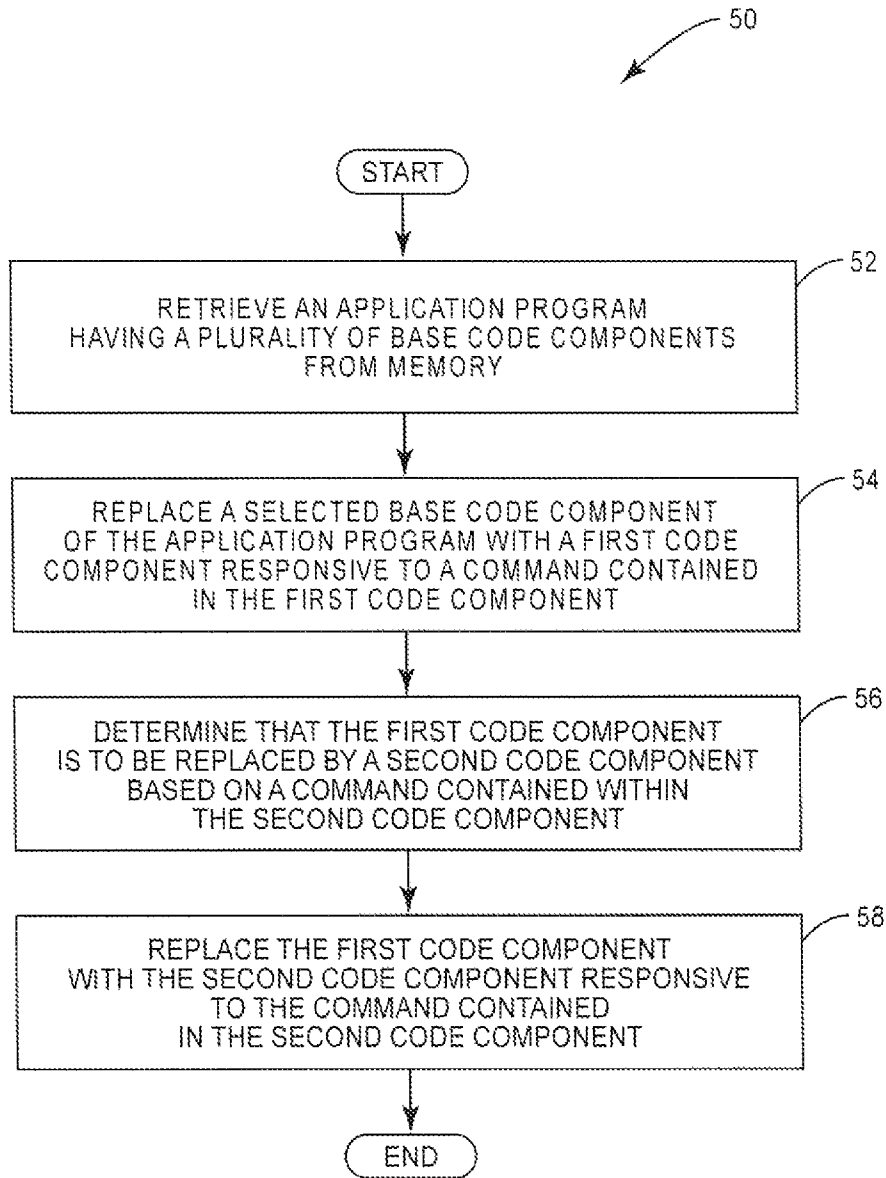 50
START
52
RETRIEVE AN APPLICATION PROGRAM
HAVING A PLURALITY OF BASE CODE COMPONENTS
FROM MEMORY
54
REPLACE A SELECTED BASE CODE COMPONENT
OF THE APPLICATION PROGRAM WITH A FIRST CODE
COMPONENT RESPONSIVE TO A COMMAND CONTAINED
IN THE FIRST CODE COMPONENT
56
DETERMINE THAT THE FIRST CODE COMPONENT
IS TO BE REPLACED BY A SECOND CODE COMPONENT
BASED ON A COMMAND CONTAINED WITHIN
THE SECOND CODE COMPONENT
58
REPLACE THE FIRST CODE COMPONENT
WITH THE SECOND CODE COMPONENT RESPONSIVE
TO THE COMMAND CONTAINED
IN THE SECOND CODE COMPONENT
END